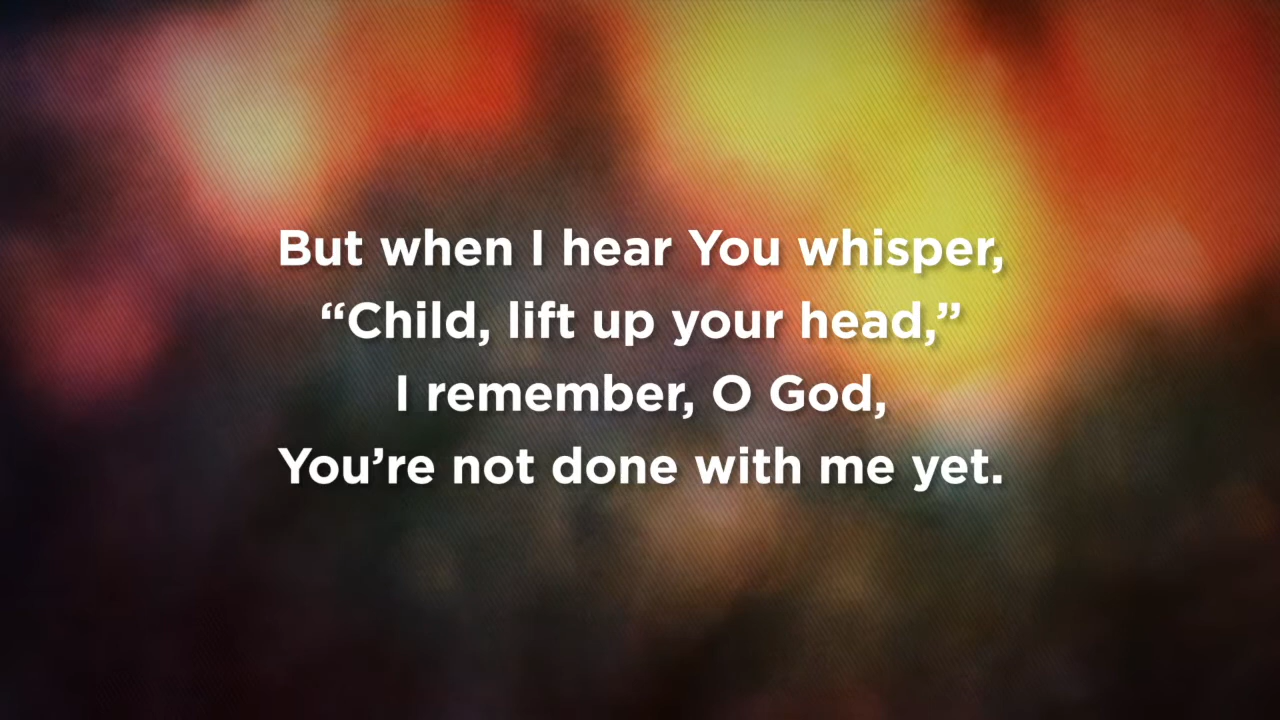 But when I hear You whisper,
“Child, lift up your head,”
I remember, O God,
You’re not done with me yet.